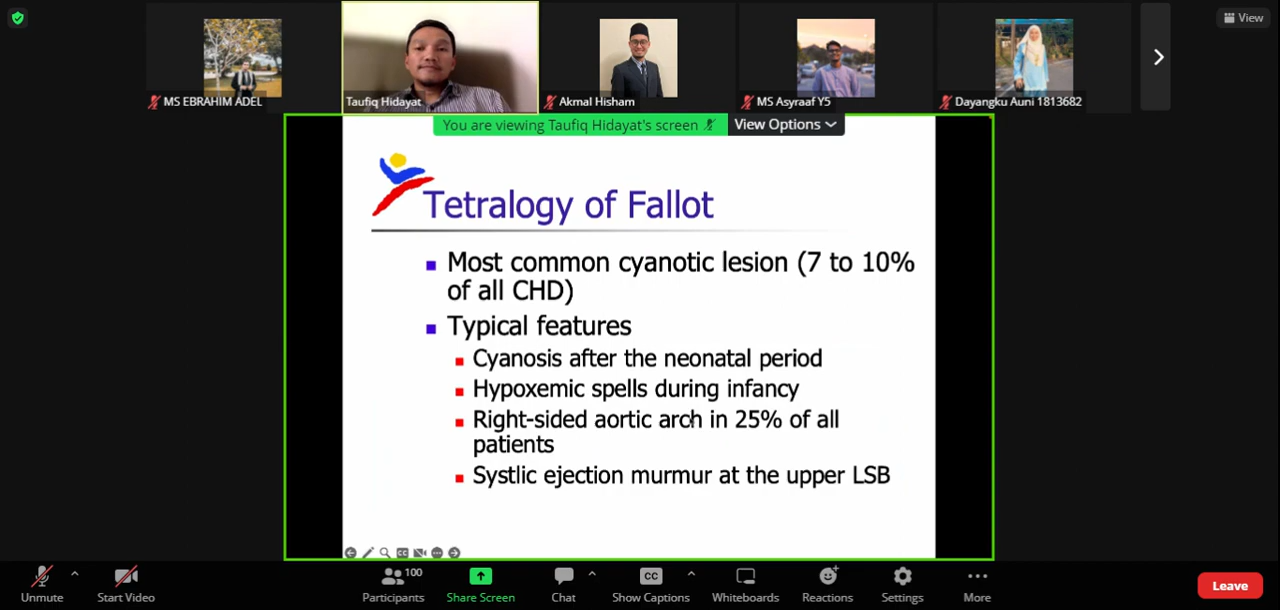 View
MS EBRAHIM ADEL
Taufiq Hidayat
Akmal Hisham
MS Asyraaf Y5
Dayangku Auni 1813682
You are viewing Taufiq Hidayat's screen
View Options
Tetralogy of Fallot
Most common cyanotic lesion (7 to 10%
of all CHD)
Typical features
Cyanosis after the neonatal period
Hypoxemic spells during infancy
Right-sided aortic arch in 25% of all
patients
Systlic ejection murmur at the upper LSB
CC
Unmute
Start Video
Participants
100
Share Screen
Chat
CC
Show Captions
Whiteboards
Reactions
Settings
More
Leave